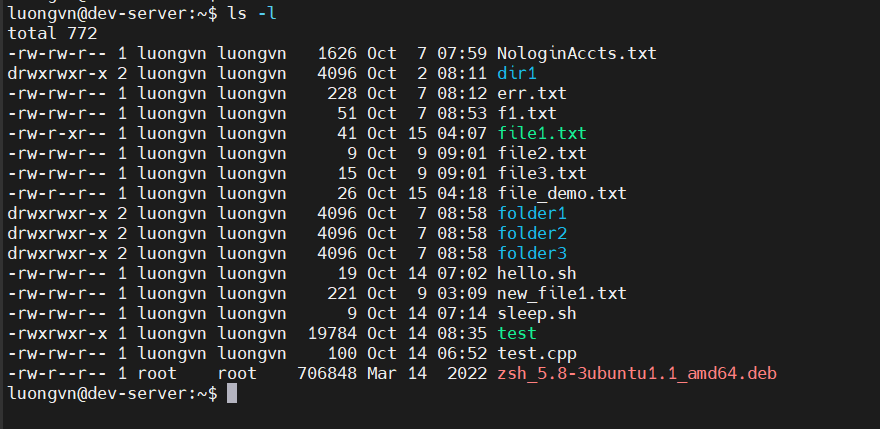 luongvn@dev-server:~$ ls -l
total 772
-rw-rw-r-- 1 luongvn luongvn   1626 Oct  7 07:59 NologinAccts.txt
drwxrwxr-x 2 luongvn luongvn   4096 Oct  2 08:11 dir1
-rw-rw-r-- 1 luongvn luongvn    228 Oct  7 08:12 err.txt
-rw-rw-r-- 1 luongvn luongvn     51 Oct  7 08:53 f1.txt
-rw-r-xr-- 1 luongvn luongvn     41 Oct 15 04:07 file1.txt
-rw-rw-r-- 1 luongvn luongvn      9 Oct  9 09:01 file2.txt
-rw-rw-r-- 1 luongvn luongvn     15 Oct  9 09:01 file3.txt
-rw-r--r-- 1 luongvn luongvn     26 Oct 15 04:18 file_demo.txt
drwxrwxr-x 2 luongvn luongvn   4096 Oct  7 08:58 folder1
drwxrwxr-x 2 luongvn luongvn   4096 Oct  7 08:58 folder2
drwxrwxr-x 2 luongvn luongvn   4096 Oct  7 08:58 folder3
-rw-rw-r-- 1 luongvn luongvn     19 Oct 14 07:02 hello.sh
-rw-rw-r-- 1 luongvn luongvn    221 Oct  9 03:09 new_file1.txt
-rw-rw-r-- 1 luongvn luongvn      9 Oct 14 07:14 sleep.sh
-rwxrwxr-x 1 luongvn luongvn  19784 Oct 14 08:35 test
-rw-rw-r-- 1 luongvn luongvn    100 Oct 14 06:52 test.cpp
-rw-r--r-- 1 root    root    706848 Mar 14  2022 zsh_5.8-3ubuntu1.1_amd64.deb
luongvn@dev-server:~$